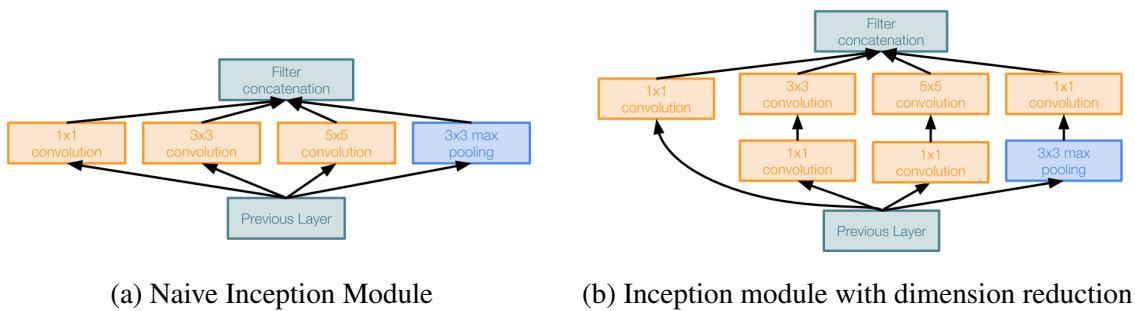 Filter
concatenation
1x1
convolution
3x3
convolution
5x5
convolution
3x3 max
pooling
Previous Layer
(a) Naive Inception Module
Filter
concatenation
1x1
convolution
3x3
convolution
5x5
convolution
1x1
convolution
1x1
convolution
1x1
convolution
3x3 max
pooling
Previous Layer
(b) Inception module with dimension reduction